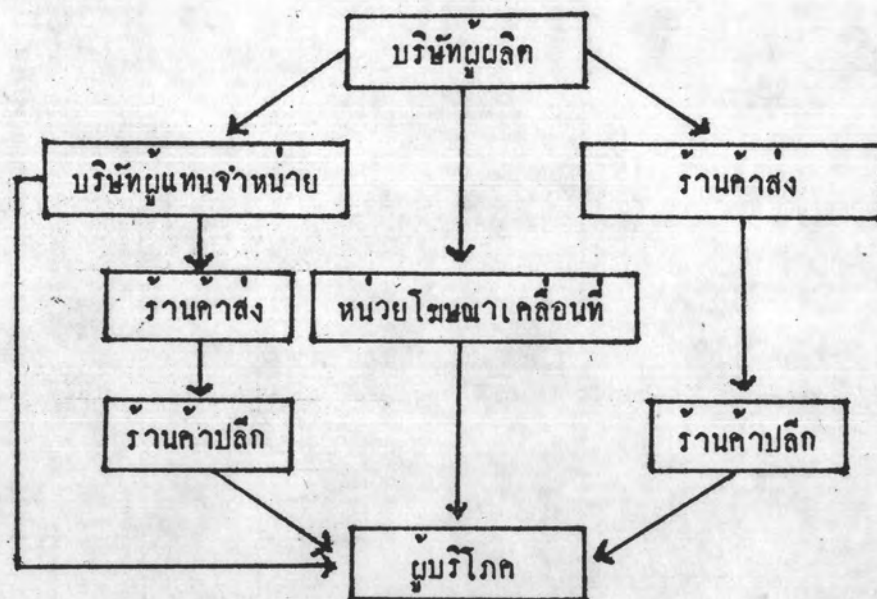 บริษัทผู้ผลิต
บริษัทผู้แทนจำหน่าย
ร้านค้าส่ง
ร้านค้าส่ง
หน่วยโฆษณาเคลื่อนที่
ร้านค้าปลีก
ร้านค้าปลีก
ผู้บริโภค